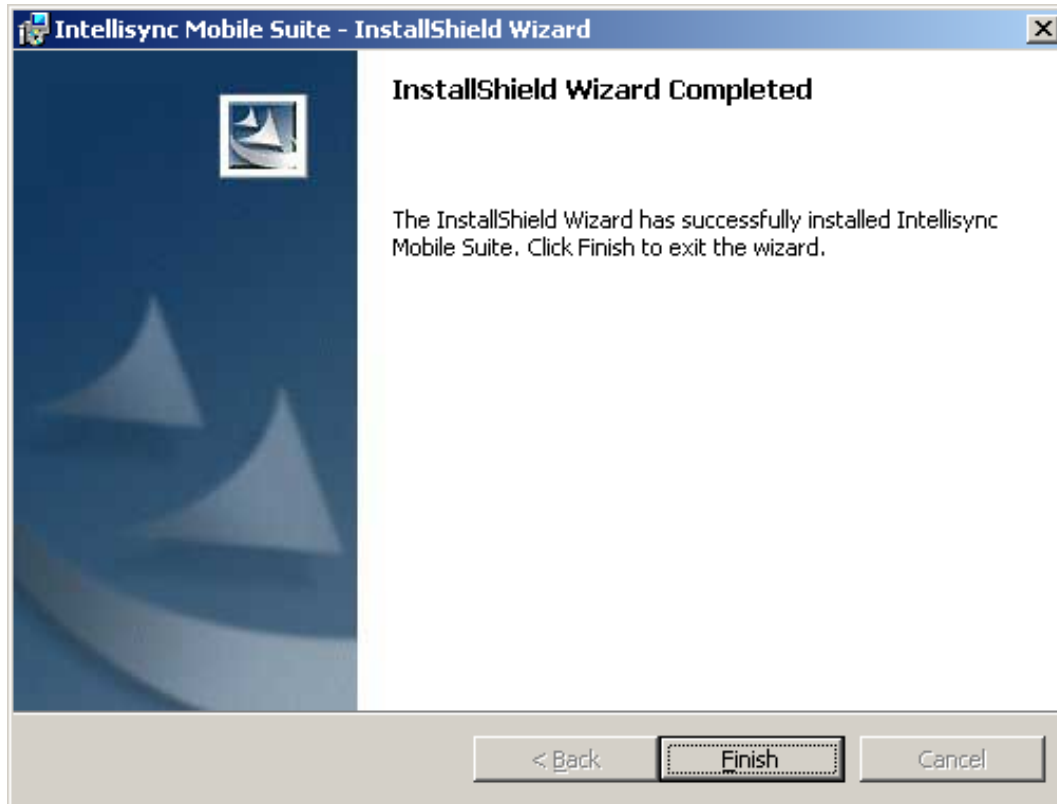 Intellisync Mobile Suite - InstallShield Wizard
InstallShield Wizard Completed
The InstallShield Wizard has successfully installed Intellisync
Mobile Suite. Click Finish to exit the wizard.
< Back
Finish
Cancel